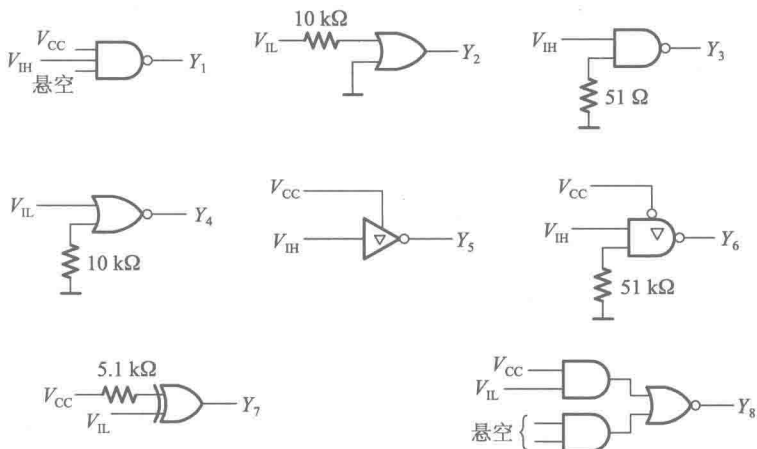 V_CC
V_IH
悬空
Y_1
10 kΩ
V_IL
Y_2
V_IH
Y_3
51 Ω
V_IL
Y_4
10 kΩ
V_CC
V_IH
Y_5
V_CC
V_IH
Y_6
51 kΩ
5.1 kΩ
V_CC
V_IL
Y_7
V_CC
V_IL
悬空
Y_8